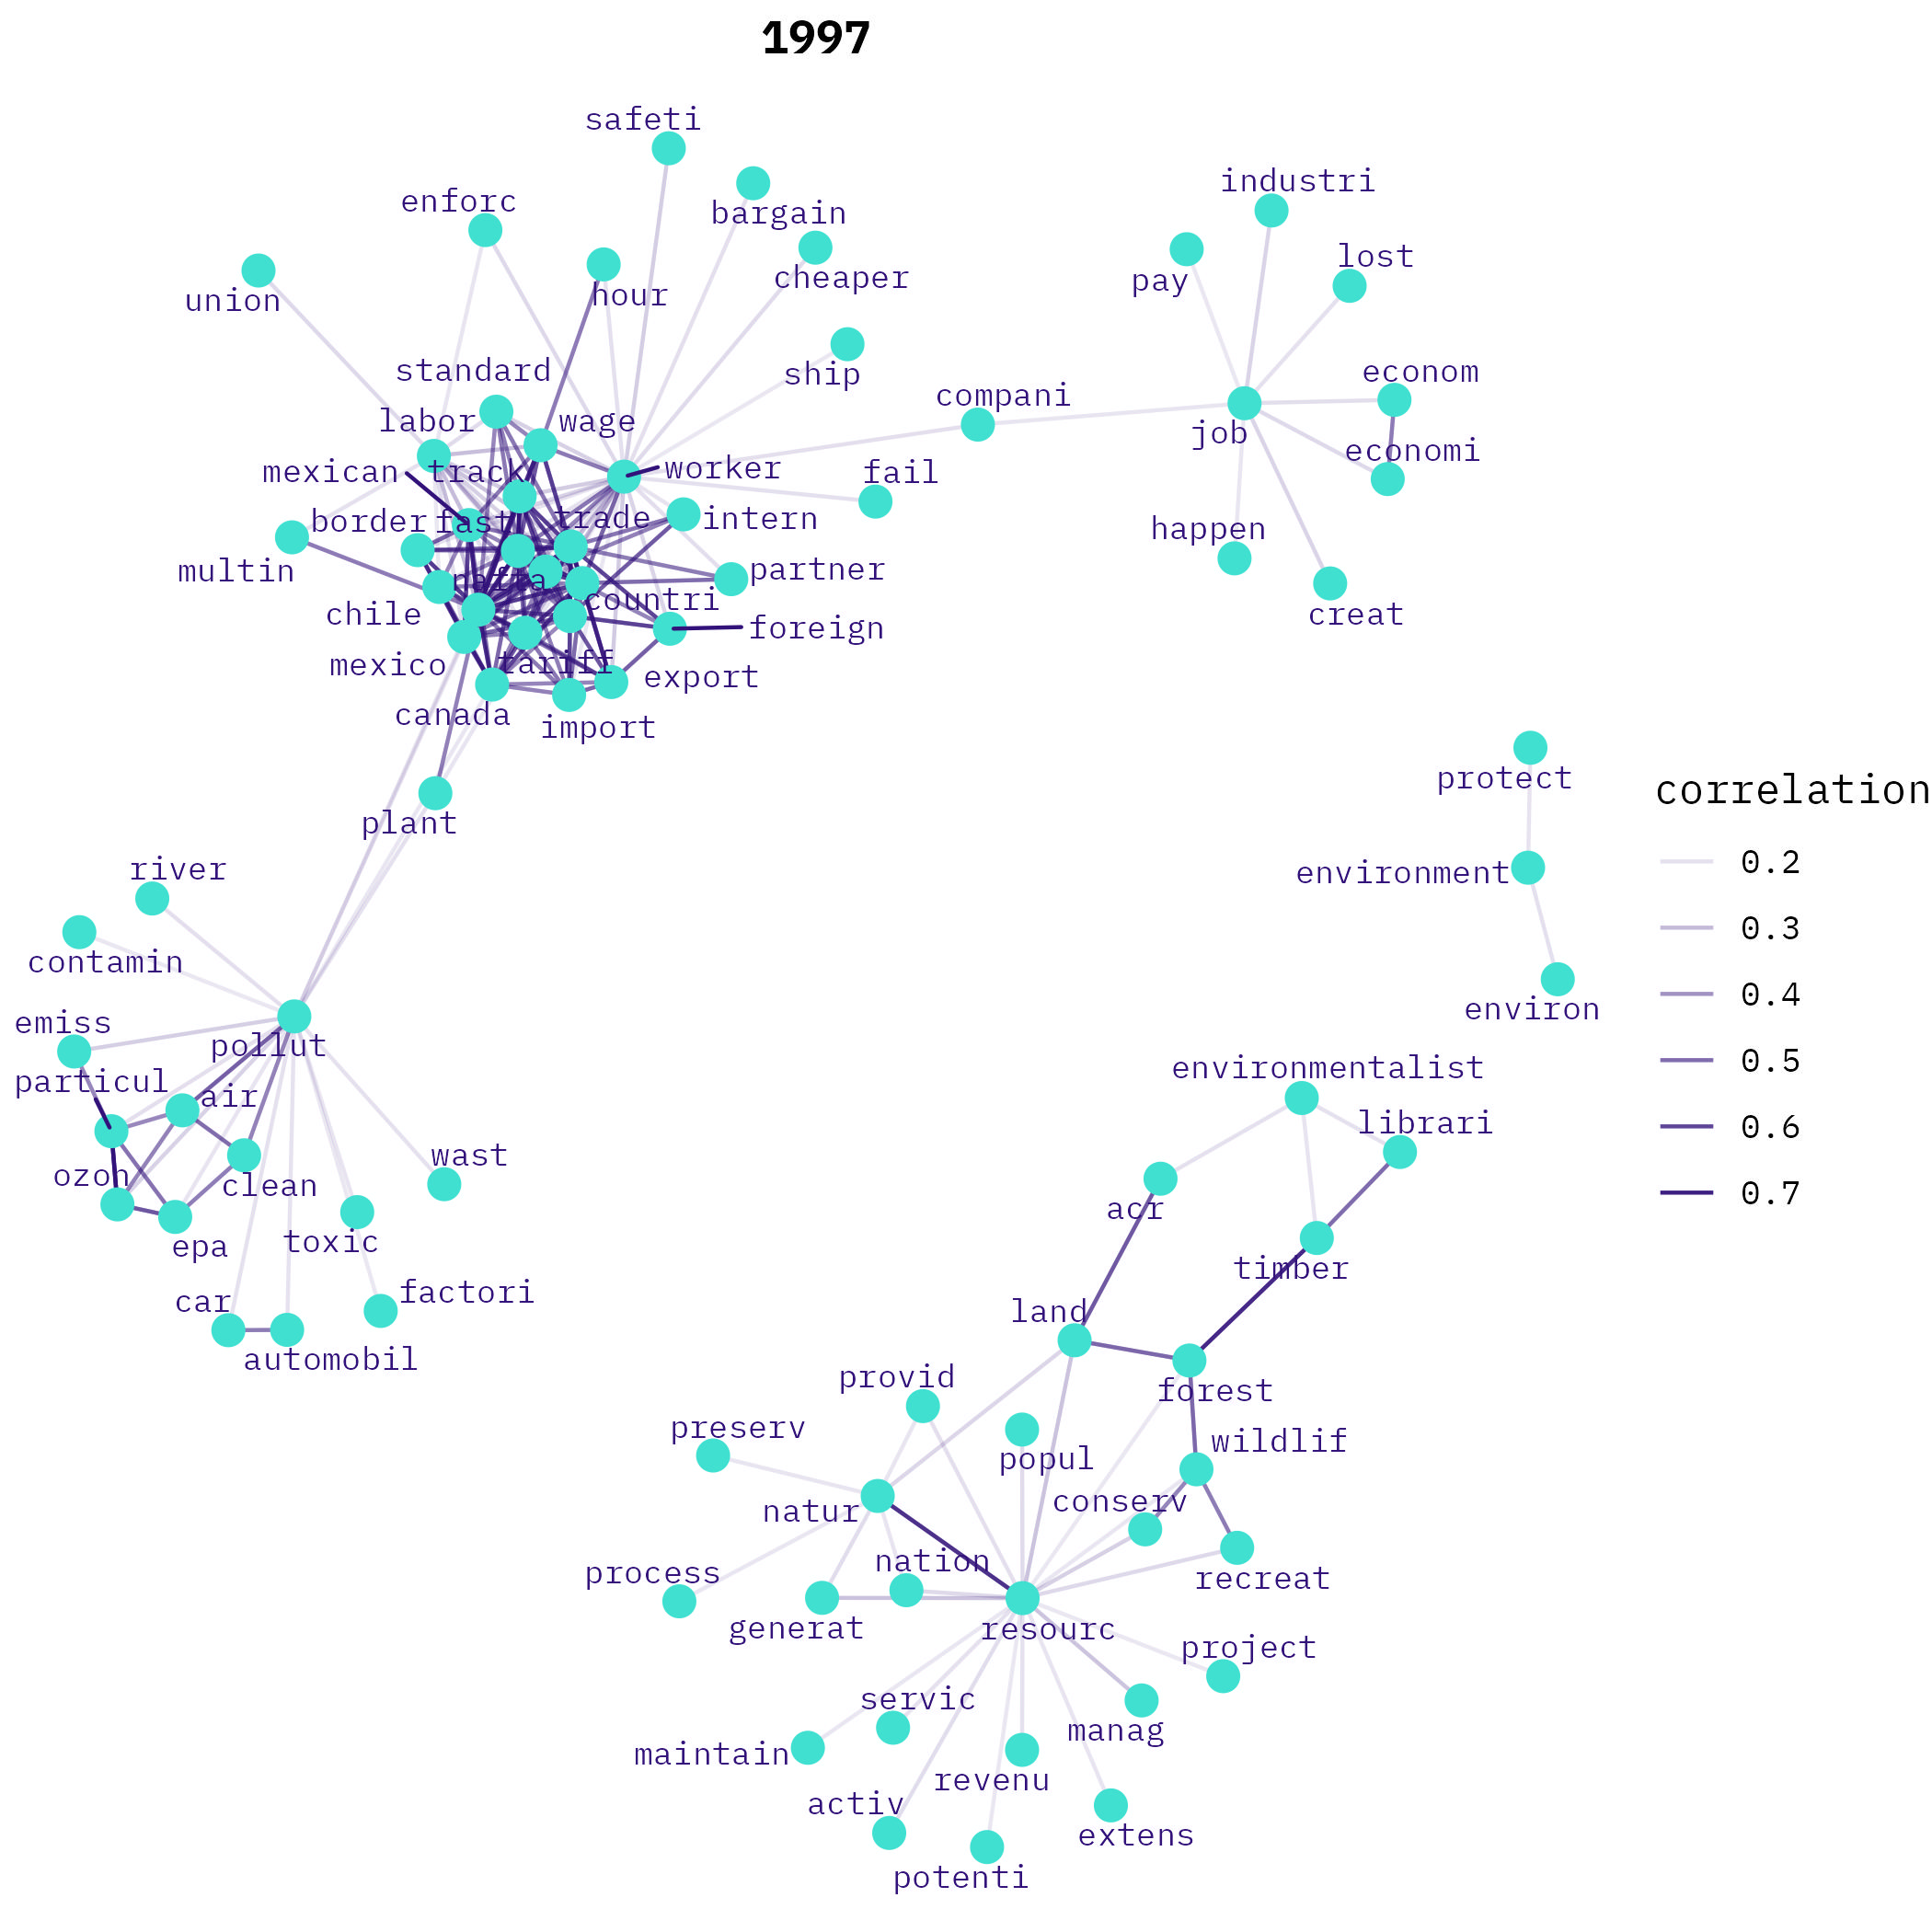 1997
safeti
industri
enforc
bargain
lost
cheaper
pay
hour
union
standard
ship
econom
compani
labor
wage
job
economi
mexican
track
worker
fail
border
fast
trade
intern
happen
multin
nafta
partner
chile
countri
creat
foreign
mexico
tariff
export
canada
import
protect
correlation
plant
0.2
river
environment
0.3
contamin
0.4
environ
emiss
pollut
0.5
environmentalist
particul
air
librari
0.6
wast
ozon
clean
0.7
acr
toxic
epa
timber
factori
car
land
automobil
provid
forest
preserv
wildlif
popul
conserv
natur
nation
process
recreat
generat
resourc
project
servic
manag
maintain
revenu
activ
extens
potenti